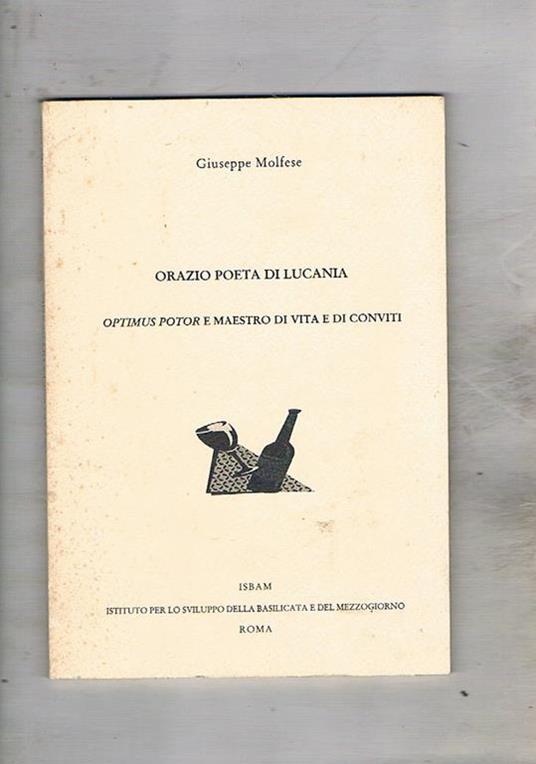 Giuseppe Molfese
ORAZIO POETA DI LUCANIA
OPTIMUS POTOR E MAESTRO DI VITA E DI CONVITI
ISBAM
ISTITUTO PER LO SVILUPPO DELLA BASILICATA E DEL MEZZOGIORNO
ROMA